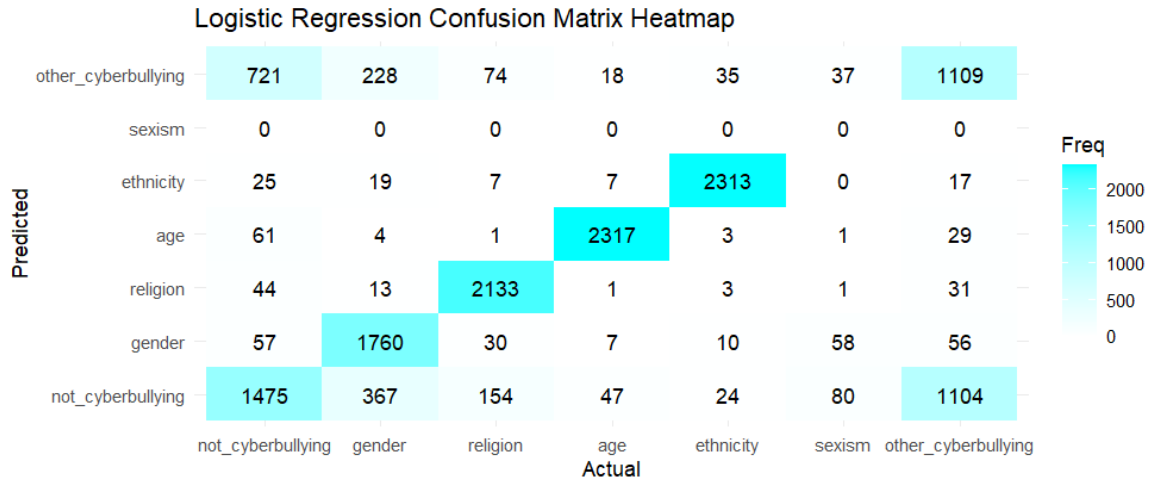 Logistic Regression Confusion Matrix Heatmap
other_cyberbullying 721 228 74 18 35 37 1109
sexism 0 0 0 0 0 0 0
ethnicity 25 19 7 7 2313 0 17
age 61 4 1 2317 3 1 29
religion 44 13 2133 1 3 1 31
gender 57 1760 30 7 10 58 56
not_cyberbullying 1475 367 154 47 24 80 1104
not_cyberbullying gender religion age ethnicity sexism other_cyberbullying
Actual
Predicted
Freq
2000
1500
1000
500
0